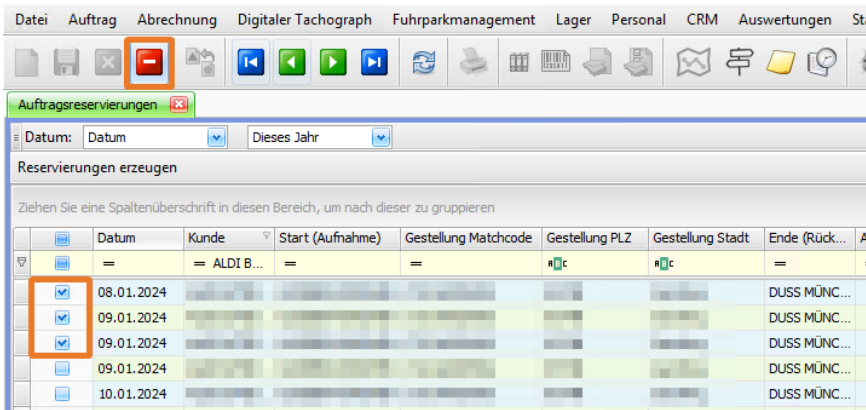 Datei Auftrag Abrechnung Digitaler Tachograph Fuhrparkmanagement Lager Personal CRM Auswertungen
Auftragsreservierungen
Datum: Datum Dieses Jahr
Reservierungen erzeugen
Ziehen Sie eine Spaltenüberschrift in diesen Bereich, um nach dieser zu gruppieren
Datum Kunde Start (Aufnahme) Gestellung Matchcode Gestellung PLZ Gestellung Stadt Ende (Rück...
= = ALDI B... = = ABC ABC =
08.01.2024 DUSS MÜNC...
09.01.2024 DUSS MÜNC...
09.01.2024 DUSS MÜNC...
09.01.2024 DUSS MÜNC...
10.01.2024 DUSS MÜNC...